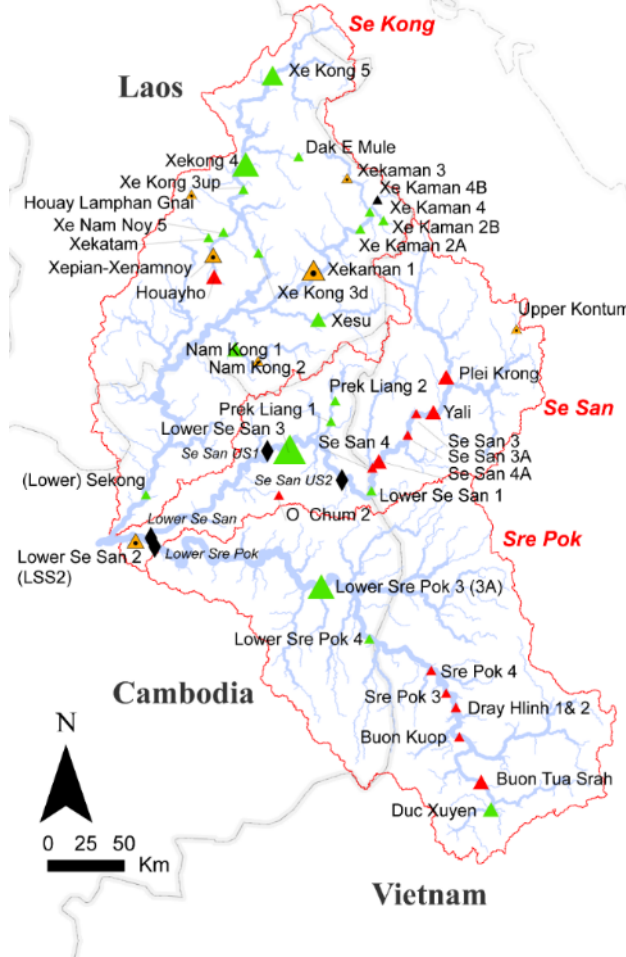 Se Kong
Laos
Xe Kong 5
Dak E Mule
Xekong 4
Xekaman 3
Xe Kong 3up
Xe Kaman 4B
Houay Lamphan Gnai
Xe Kaman 4
Xe Nam Noy 5
Xe Kaman 2B
Xekatam
Xe Kaman 2A
Xepian-Xenamnoy
Xekaman 1
Houayho
Xe Kong 3d
Upper Kontum
Xesu
Nam Kong 1
Nam Kong 2
Plei Krong
Prek Liang 2
Se San
Prek Liang 1
Yali
Lower Se San 3
Se San 4
Se San 3
Se San US1
Se San 3A
Se San 4A
(Lower) Sekong
Se San US2
Lower Se San 1
O Chum 2
Lower Se San
Sre Pok
Lower Se San 2
(LSS2)
Lower Sre Pok
Lower Sre Pok 3 (3A)
Lower Sre Pok 4
Sre Pok 4
Cambodia
Sre Pok 3
Dray Hlinh 1& 2
N
Buon Kuop
Buon Tua Srah
Duc Xuyen
0 25 50
Km
Vietnam